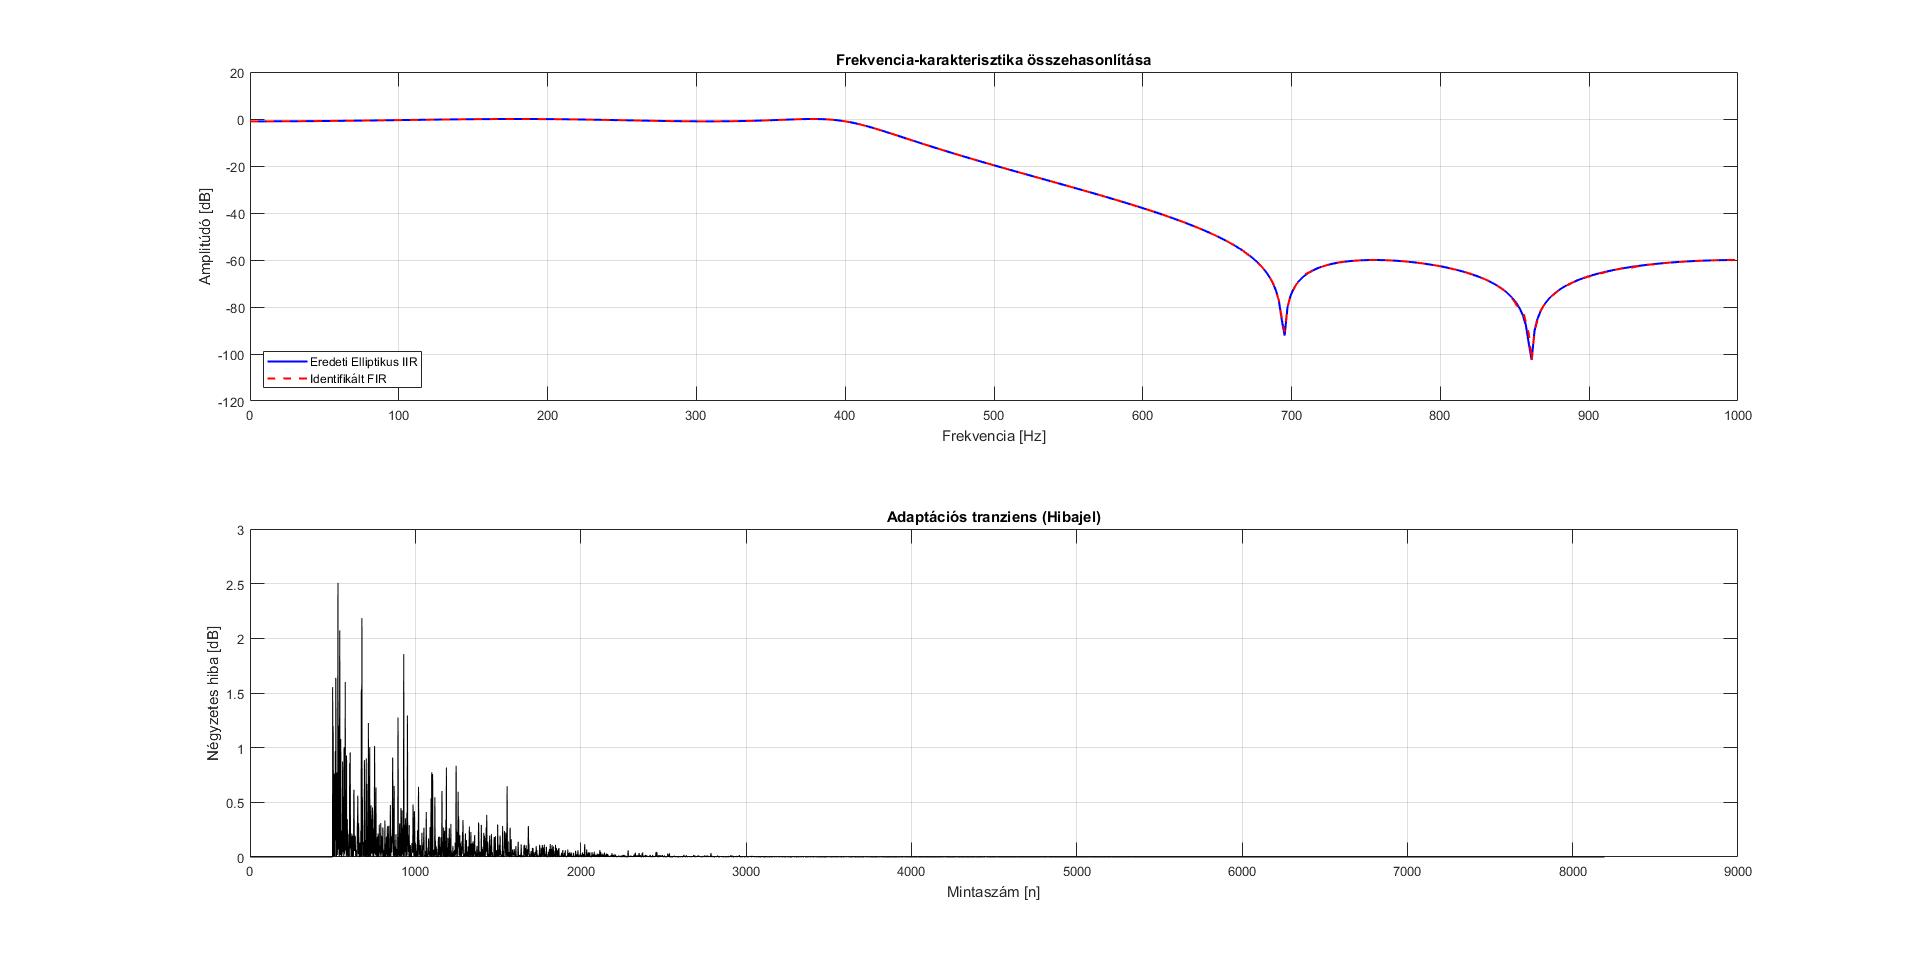 Frekvencia-karakterisztika összehasonlítása
20
0
-20
-40
-60
-80
-100
-120
Amplitúdó [dB]
Eredeti Elliptikus IIR
Identifikált FIR
0 100 200 300 400 500 600 700 800 900 1000
Frekvencia [Hz]
Adaptációs tranziens (Hibajel)
3
2.5
2
1.5
1
0.5
0
Négyzetes hiba [dB]
0 1000 2000 3000 4000 5000 6000 7000 8000 9000
Mintaszám [n]